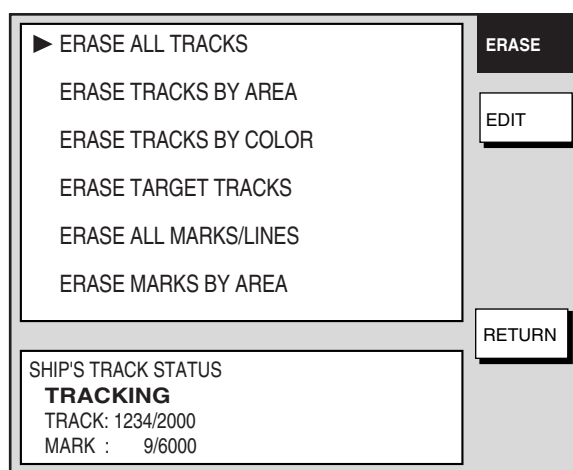 ▶ ERASE ALL TRACKS
ERASE TRACKS BY AREA
ERASE TRACKS BY COLOR
ERASE TARGET TRACKS
ERASE ALL MARKS/LINES
ERASE MARKS BY AREA
SHIP'S TRACK STATUS
TRACKING
TRACK: 1234/2000
MARK : 9/6000
ERASE
EDIT
RETURN